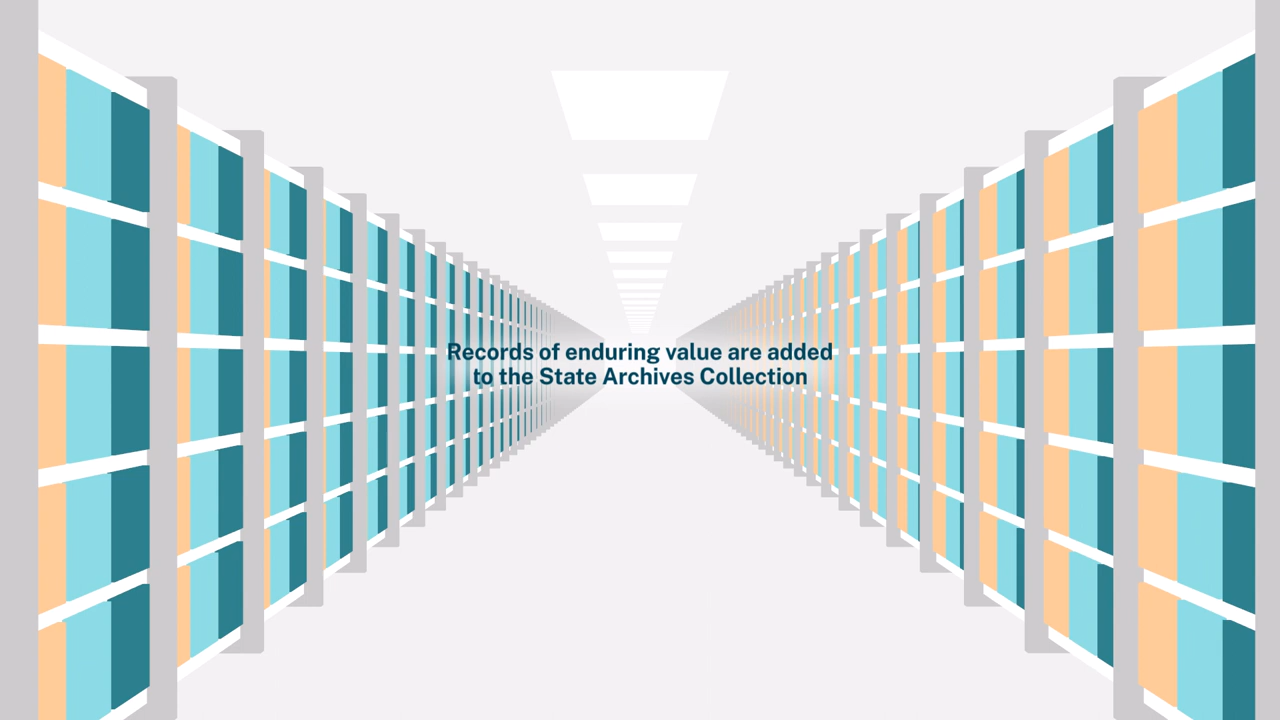 Records of enduring value are added
to the State Archives Collection